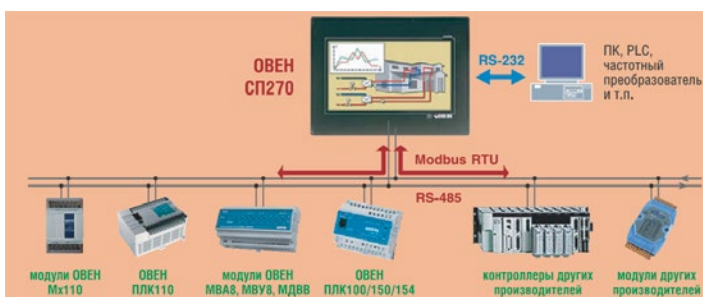 ОВЕН
СП270
RS-232
ПК, PLC,
частотный
преобразователь
и т.п.
Modbus RTU
RS-485
модули ОВЕН
Мх110
ОВЕН
ПЛК110
модули ОВЕН
МВА8, МВУ8, МДВВ
ОВЕН
ПЛК100/150/154
контроллеры других
производителей
модули других
производителей